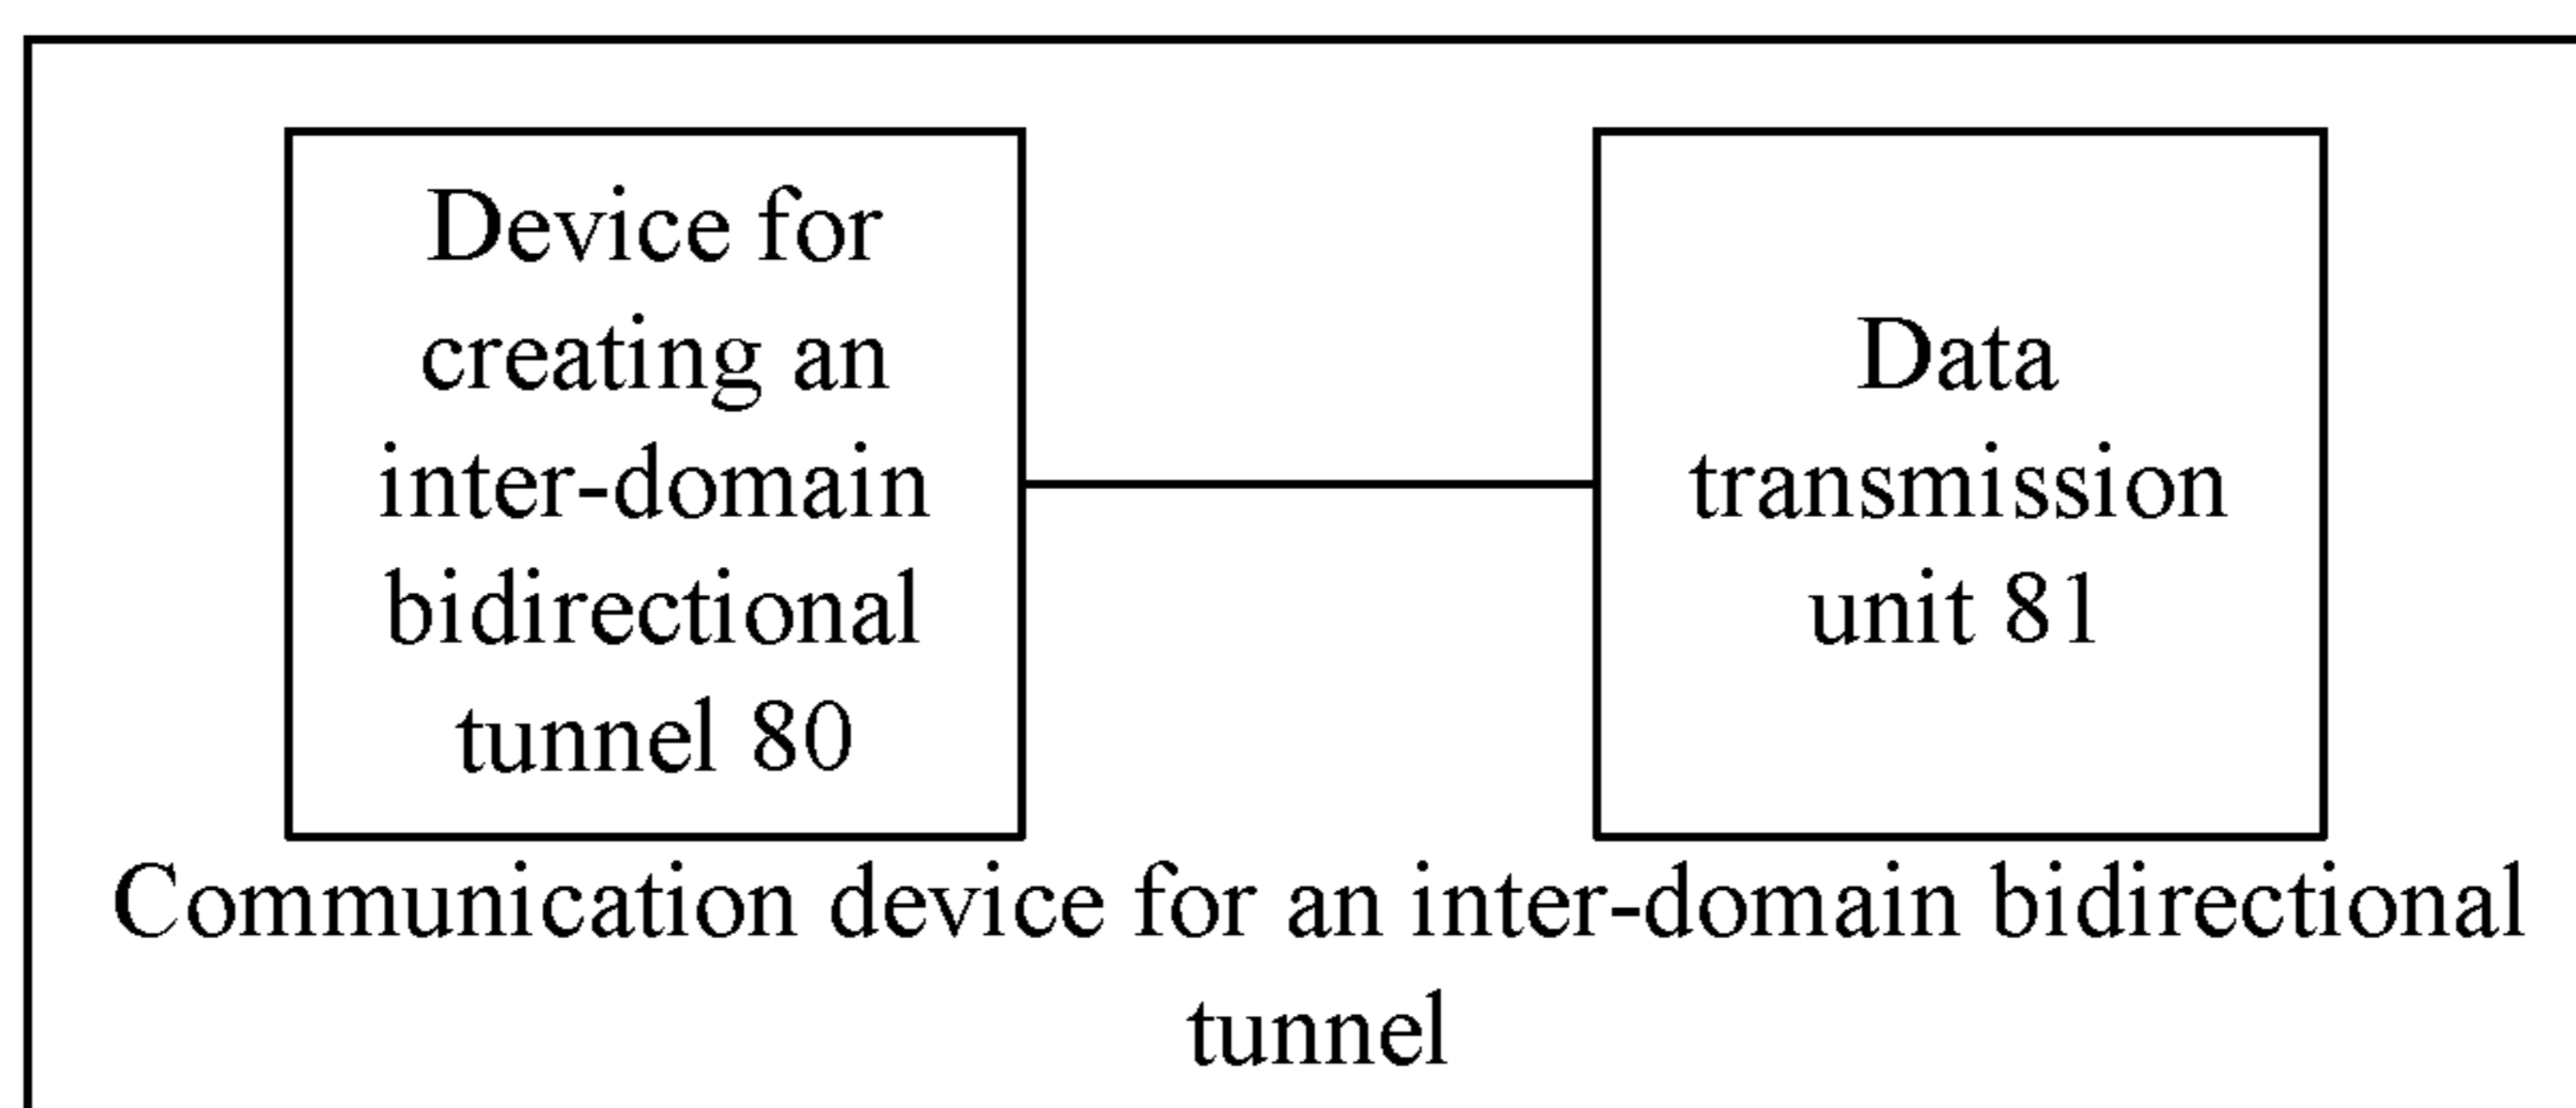 Device for
creating an
inter-domain
bidirectional
tunnel 80
Data
transmission
unit 81
Communication device for an inter-domain bidirectional
tunnel